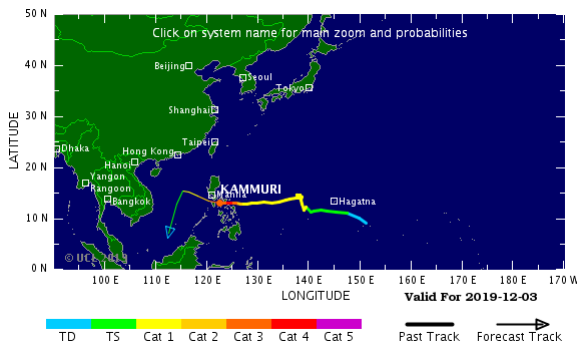 50 N
Click on system name for main zoom and probabilities
40 N
Beijing
Seoul
Tokyo
30 N
Shanghai
LATITUDE
Taipei
Dhaka
Hong Kong
20 N
Hanoi
Yangon
Rangoon
KAMMURI
Manila
Bangkok
Hagatna
10 N
© UCL 2019
0 N
100 E 110 E 120 E 130 E 140 E 150 E 160 E 170 E 180 E 170 W
LONGITUDE
Valid For 2019-12-03
TD TS Cat 1 Cat 2 Cat 3 Cat 4 Cat 5 Past Track Forecast Track